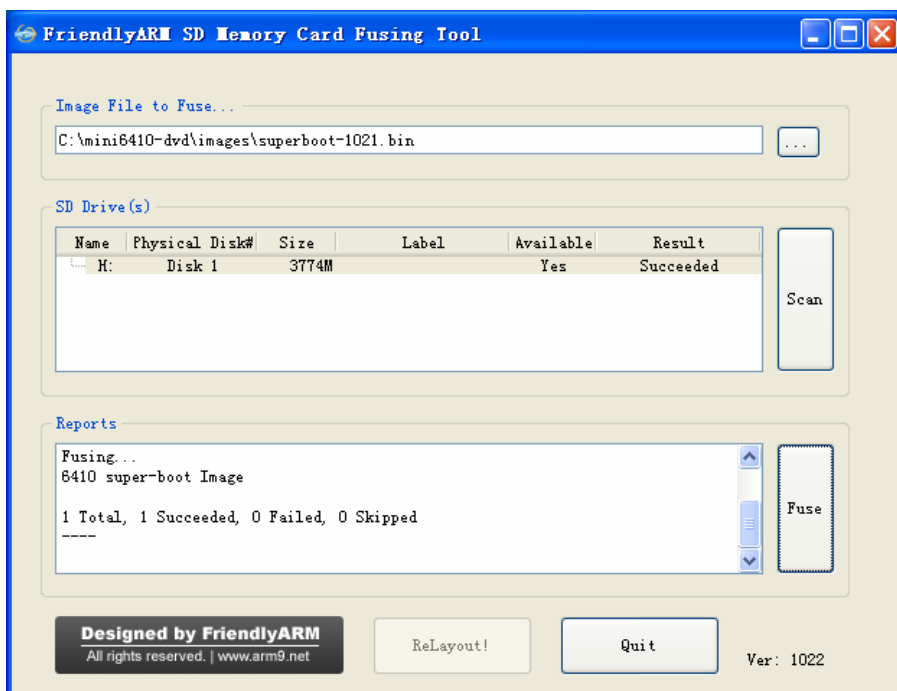 FriendlyARM SD Memory Card Fusing Tool
Image File to Fuse...
C:\mini6410-dvd\images\superboot-1021.bin
...
SD Drive(s)
Name Physical Disk# Size Label Available Result
H: Disk 1 3774M Yes Succeeded
Scan
Reports
Fusing...
6410 super-boot Image
1 Total, 1 Succeeded, 0 Failed, 0 Skipped
----
Fuse
Designed by FriendlyARM
All rights reserved. | www.arm9.net
ReLayout!
Quit
Ver: 1022